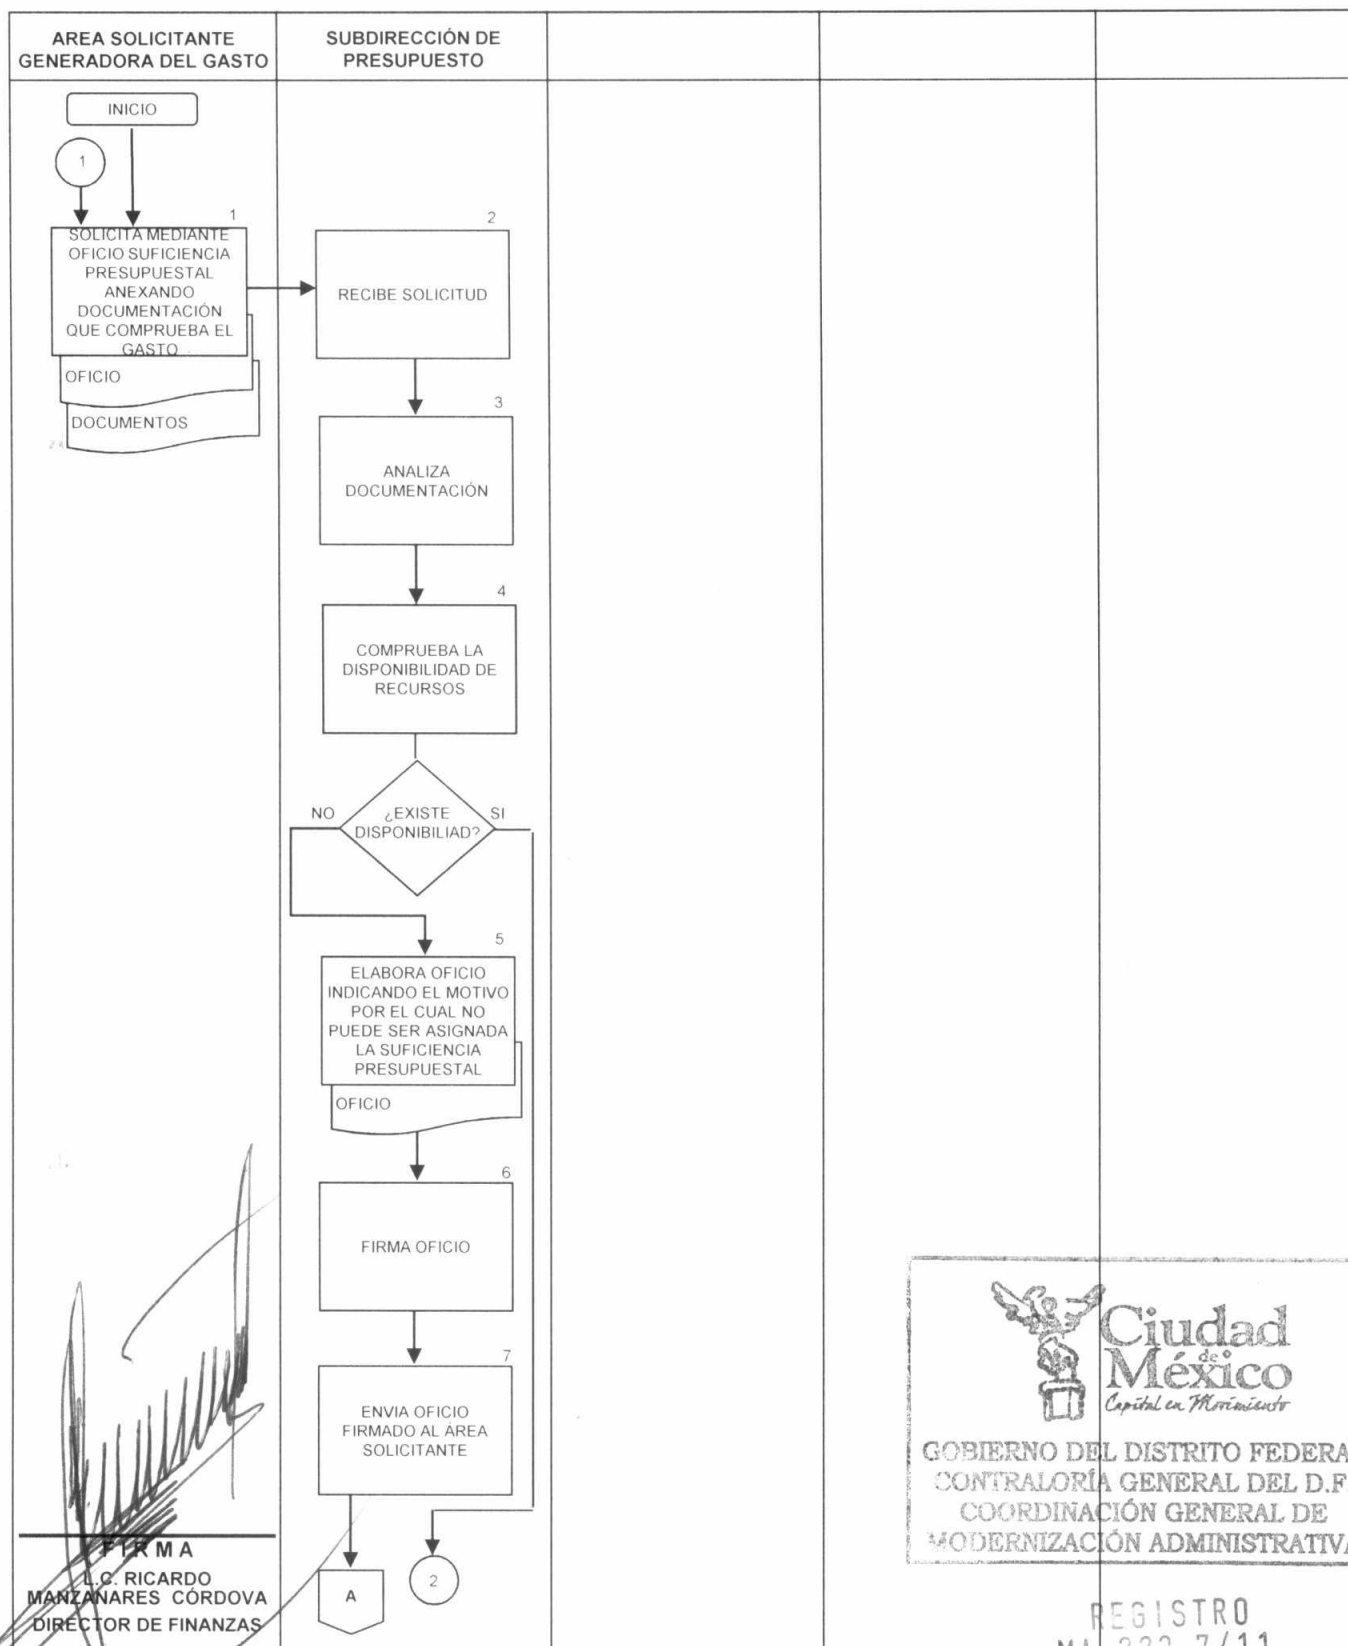 AREA SOLICITANTE
GENERADORA DEL GASTO
SUBDIRECCIÓN DE
PRESUPUESTO
INICIO
1
1
SOLICITA MEDIANTE
OFICIO SUFICIENCIA
PRESUPUESTAL
ANEXANDO
DOCUMENTACIÓN
QUE COMPRUEBA EL
GASTO
OFICIO
DOCUMENTOS
2
RECIBE SOLICITUD
3
ANALIZA
DOCUMENTACIÓN
4
COMPRUEBA LA
DISPONIBILIDAD DE
RECURSOS
NO
¿EXISTE
DISPONIBILIAD?
SI
5
ELABORA OFICIO
INDICANDO EL MOTIVO
POR EL CUAL NO
PUEDE SER ASIGNADA
LA SUFICIENCIA
PRESUPUESTAL
OFICIO
6
FIRMA OFICIO
7
ENVIA OFICIO
FIRMADO AL ÁREA
SOLICITANTE
A
2
FIRMA
L.C. RICARDO
MANZANARES CÓRDOVA
DIRECTOR DE FINANZAS
Ciudad
de
México
Capital en Movimiento
GOBIERNO DEL DISTRITO FEDERA
CONTRALORÍA GENERAL DEL D.F.
COORDINACIÓN GENERAL DE
MODERNIZACIÓN ADMINISTRATIVA
REGISTRO
7/11